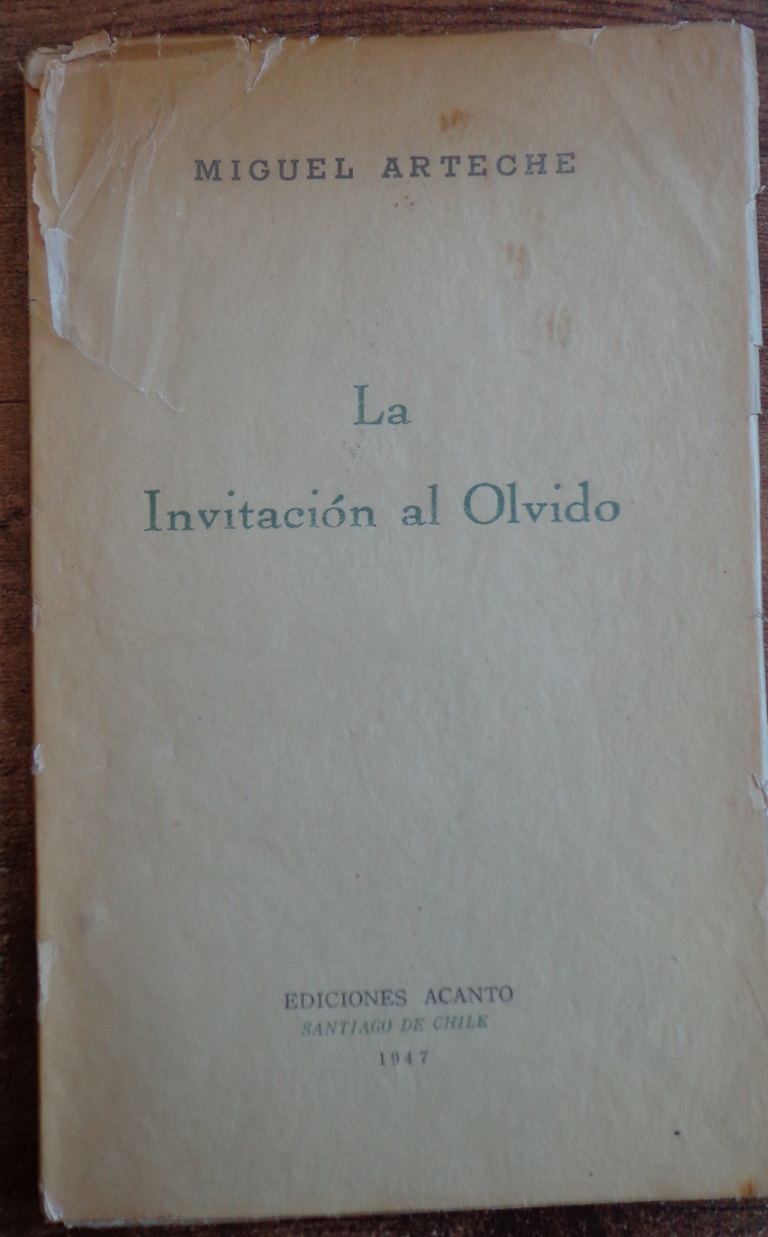 MIGUEL ARTECHE
La
Invitación al Olvido
EDICIONES ACANTO
SANTIAGO DE CHILE
1947